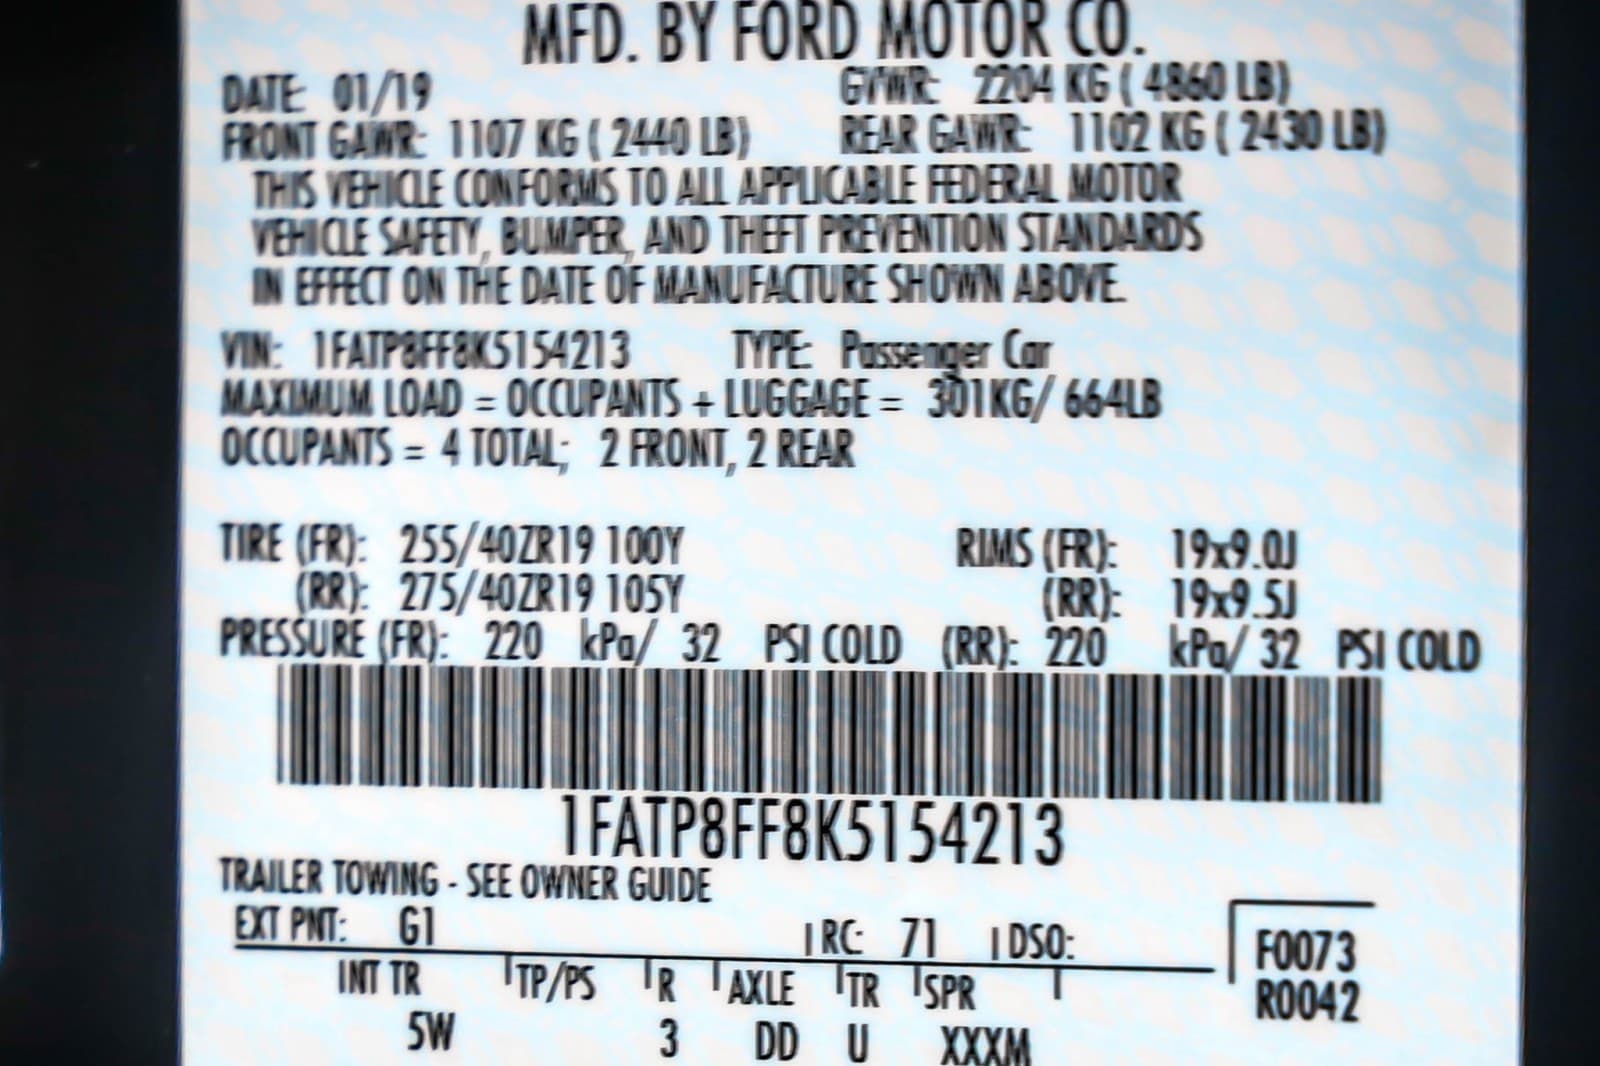 MFD. BY FORD MOTOR CO.
DATE: 01/19 GVWR: 2204 KG ( 4860 LB)
FRONT GAWR: 1107 KG ( 2440 LB) REAR GAWR: 1102 KG ( 2430 LB)
THIS VEHICLE CONFORMS TO ALL APPLICABLE FEDERAL MOTOR
VEHICLE SAFETY, BUMPER, AND THEFT PREVENTION STANDARDS
IN EFFECT ON THE DATE OF MANUFACTURE SHOWN ABOVE.
VIN: 1FATP8FF8K5154213 TYPE: Passenger Car
MAXIMUM LOAD = OCCUPANTS + LUGGAGE = 301KG/ 664LB
OCCUPANTS = 4 TOTAL; 2 FRONT, 2 REAR
TIRE (FR): 255/40ZR19 100Y RIMS (FR): 19x9.0J
(RR): 275/40ZR19 105Y (RR): 19x9.5J
PRESSURE (FR): 220 kPa/ 32 PSI COLD (RR): 220 kPa/ 32 PSI COLD
1FATP8FF8K5154213
TRAILER TOWING - SEE OWNER GUIDE
EXT PNT: G1 RC: 71 DSO: F0073
INT TR TP/PS R AXLE TR SPR R0042
5W 3 DD U XXXM